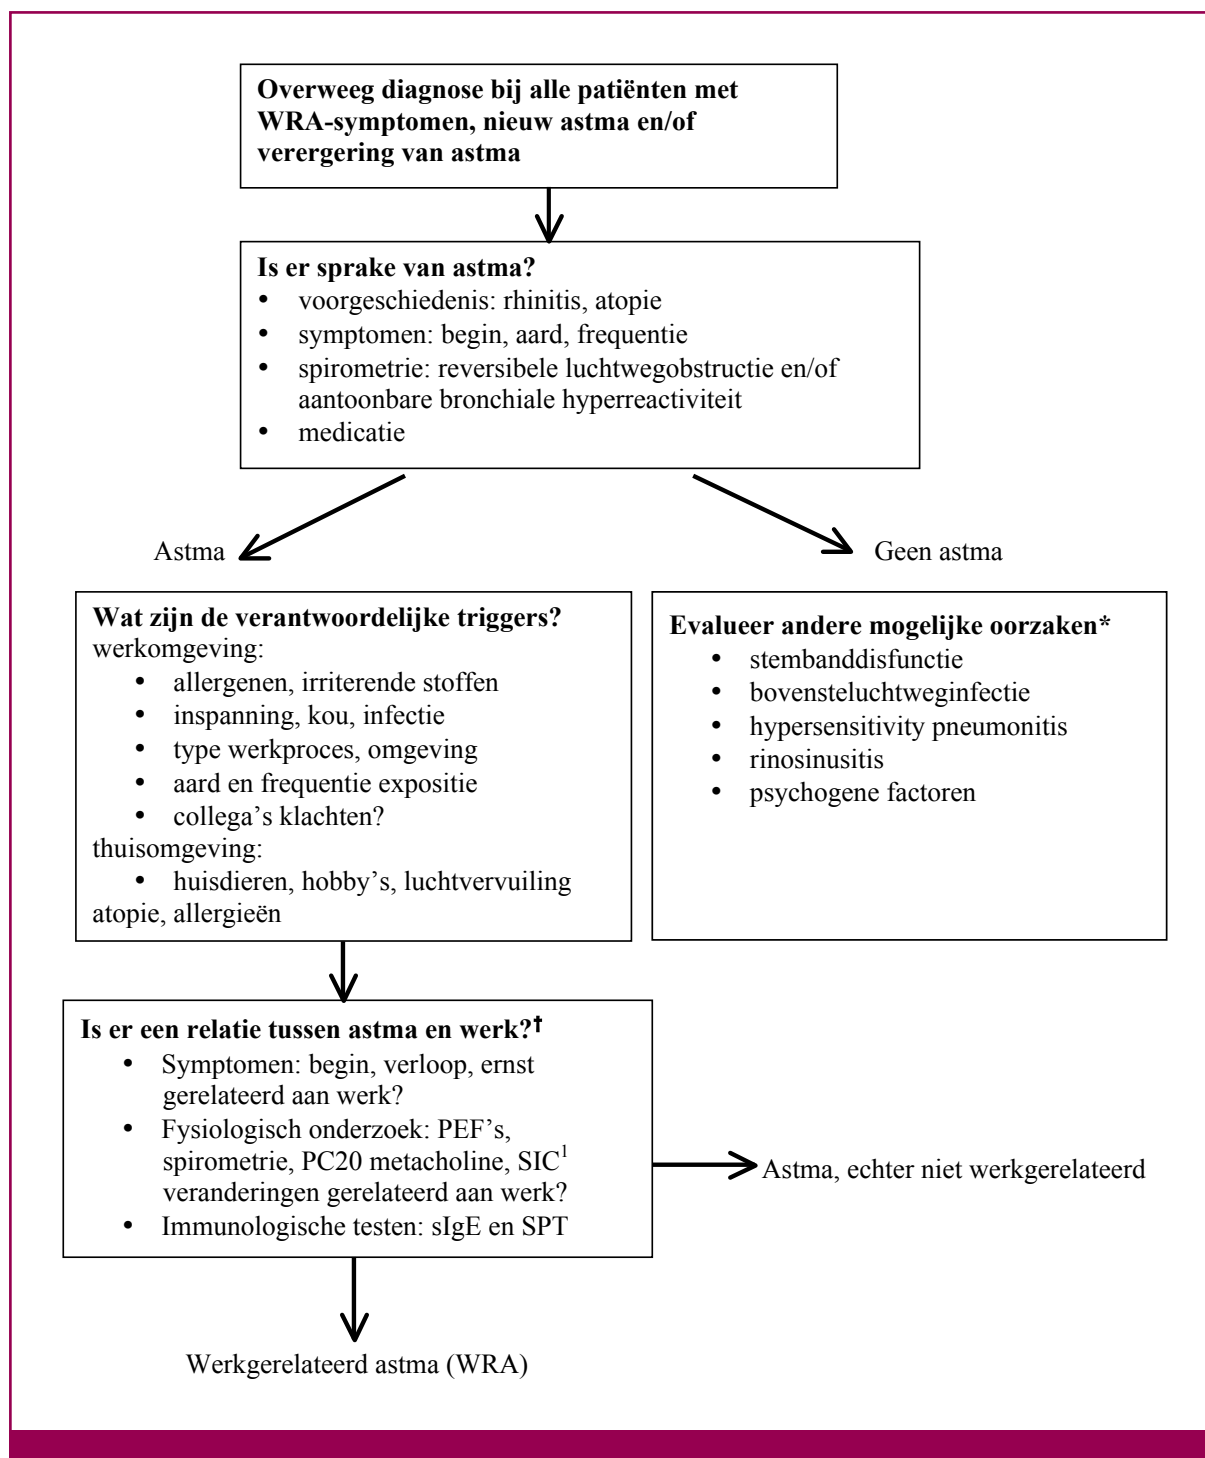 Overweeg diagnose bij alle patiënten met
WRA-symptomen, nieuw astma en/of
verergering van astma
Is er sprake van astma?
• voorgeschiedenis: rhinitis, atopie
• symptomen: begin, aard, frequentie
• spirometrie: reversibele luchtwegobstructie en/of
aantoonbare bronchiale hyperreactiviteit
• medicatie
Astma
Geen astma
Wat zijn de verantwoordelijke triggers?
werkomgeving:
• allergenen, irriterende stoffen
• inspanning, kou, infectie
• type werkproces, omgeving
• aard en frequentie expositie
• collega’s klachten?
thuisomgeving:
• huisdieren, hobby’s, luchtvervuiling
atopie, allergieën
Evalueer andere mogelijke oorzaken*
• stembanddisfunctie
• bovensteluchtweginfectie
• hypersensitivity pneumonitis
• rinosinusitis
• psychogene factoren
Is er een relatie tussen astma en werk?†
• Symptomen: begin, verloop, ernst
gerelateerd aan werk?
• Fysiologisch onderzoek: PEF’s,
spirometrie, PC20 metacholine, SIC¹
veranderingen gerelateerd aan werk?
• Immunologische testen: sIgE en SPT
Astma, echter niet werkgerelateerd
Werkgerelateerd astma (WRA)